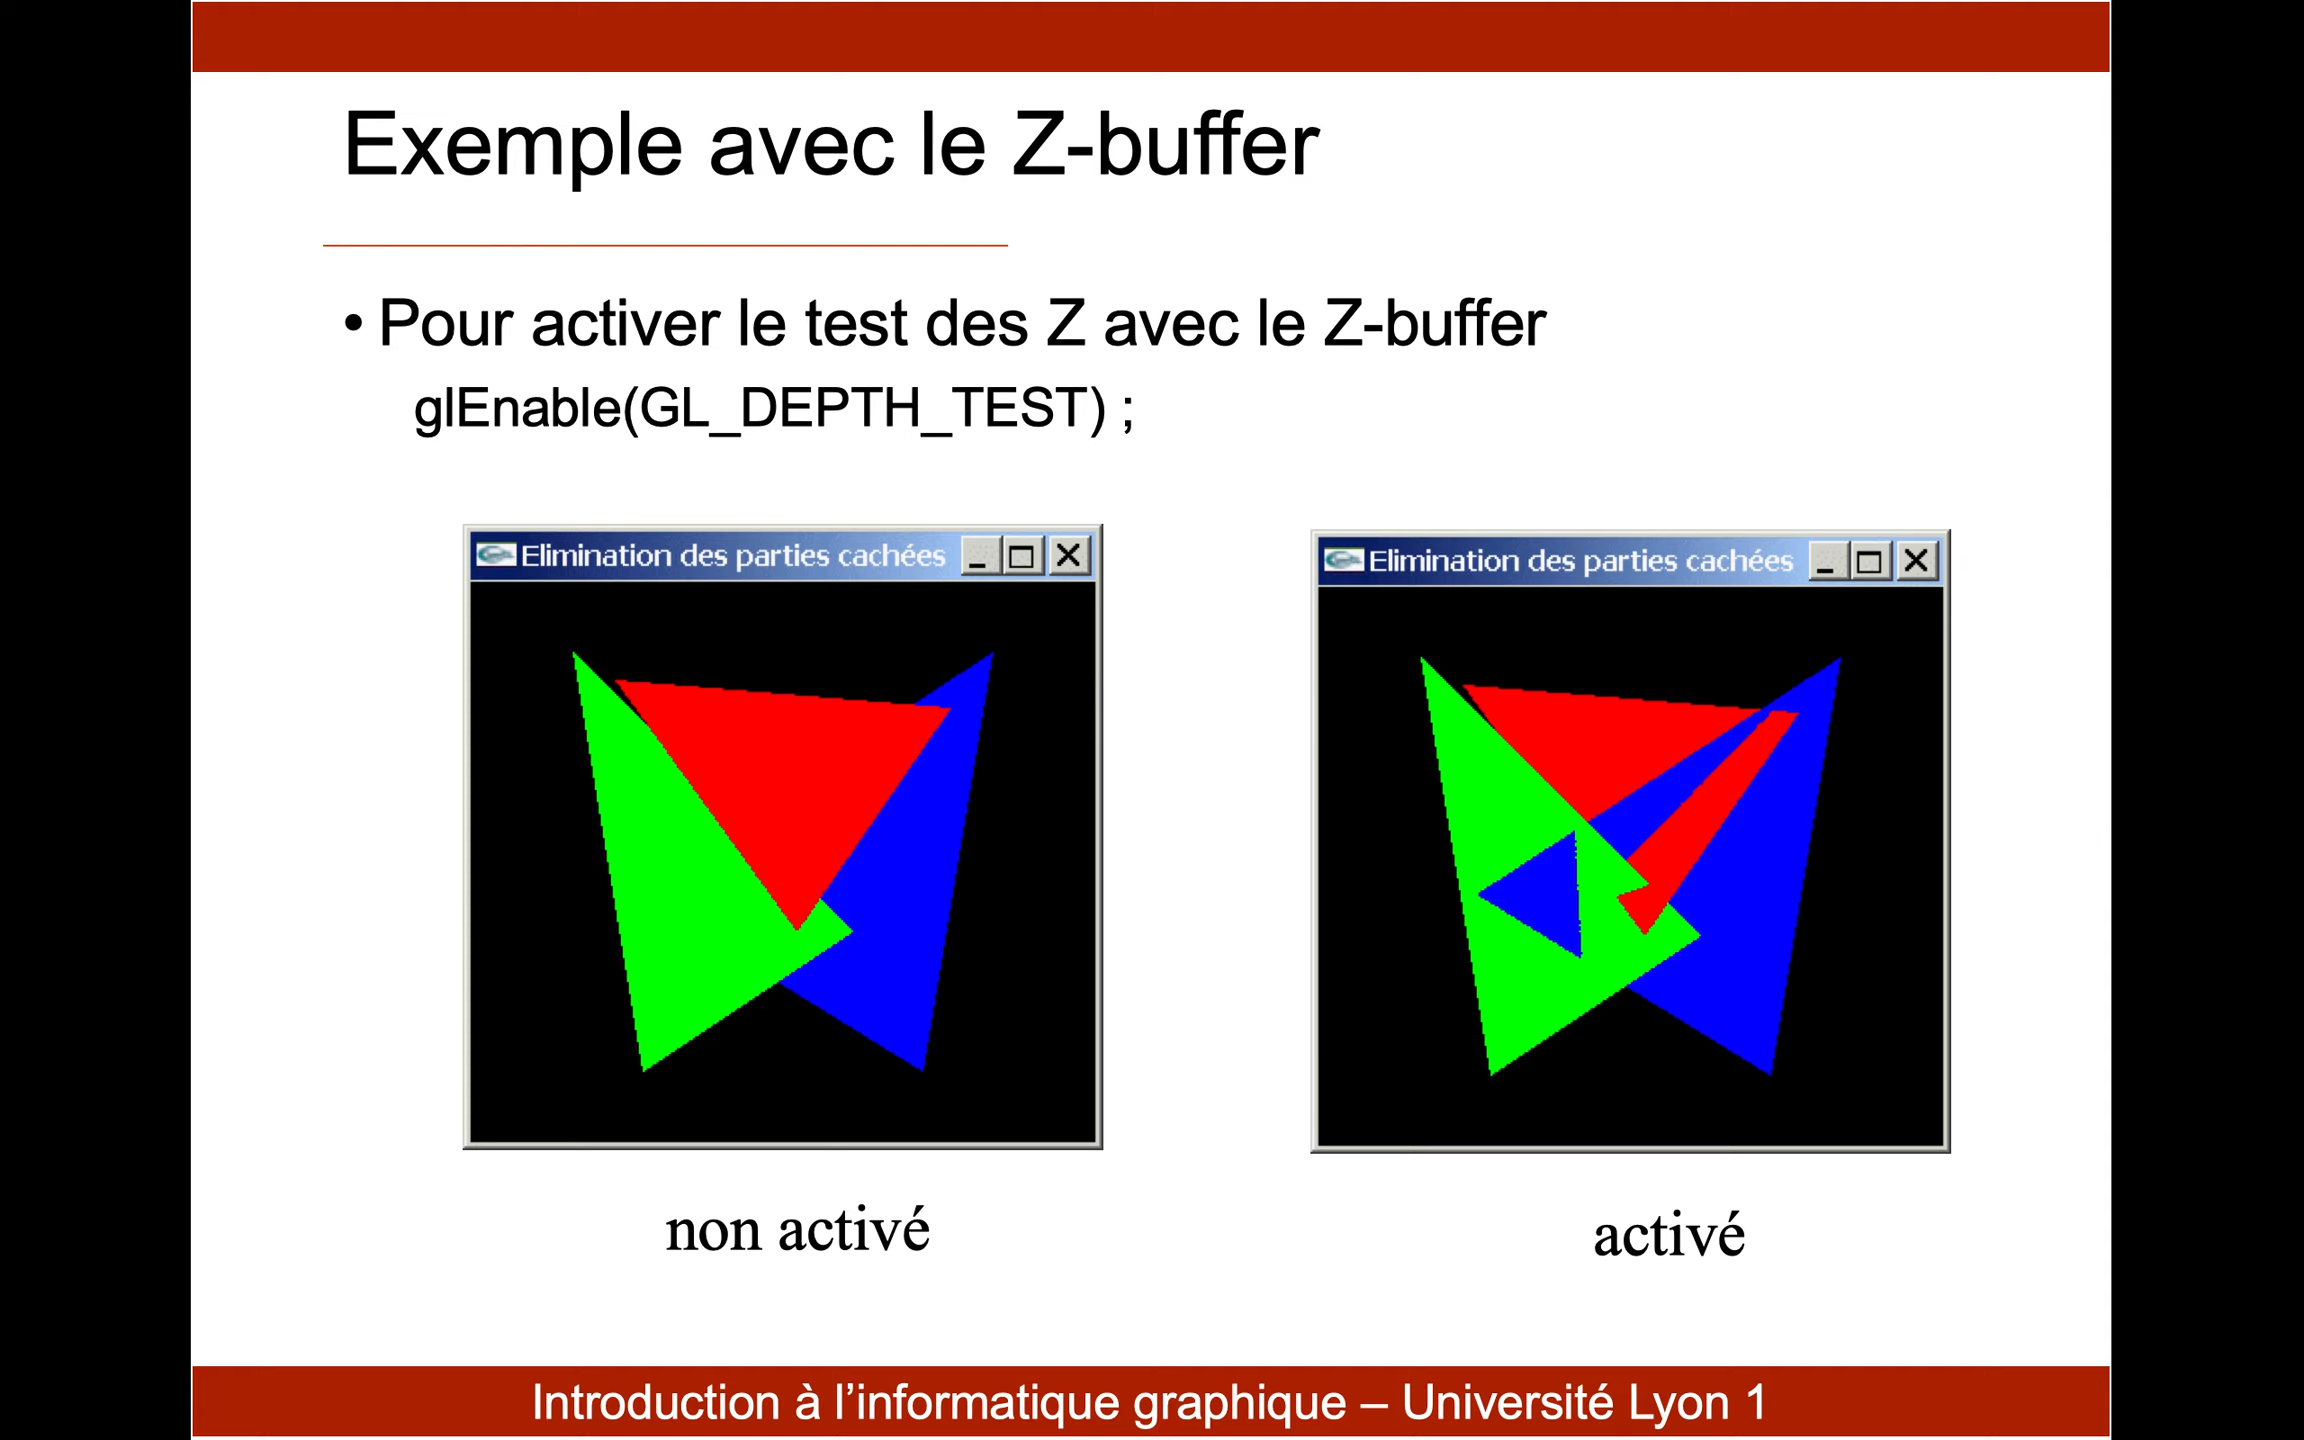 Exemple avec le Z-buffer
• Pour activer le test des Z avec le Z-buffer
glEnable(GL_DEPTH_TEST) ;
Elimination des parties cachées
Elimination des parties cachées
non activé
activé
Introduction à l’informatique graphique – Université Lyon 1